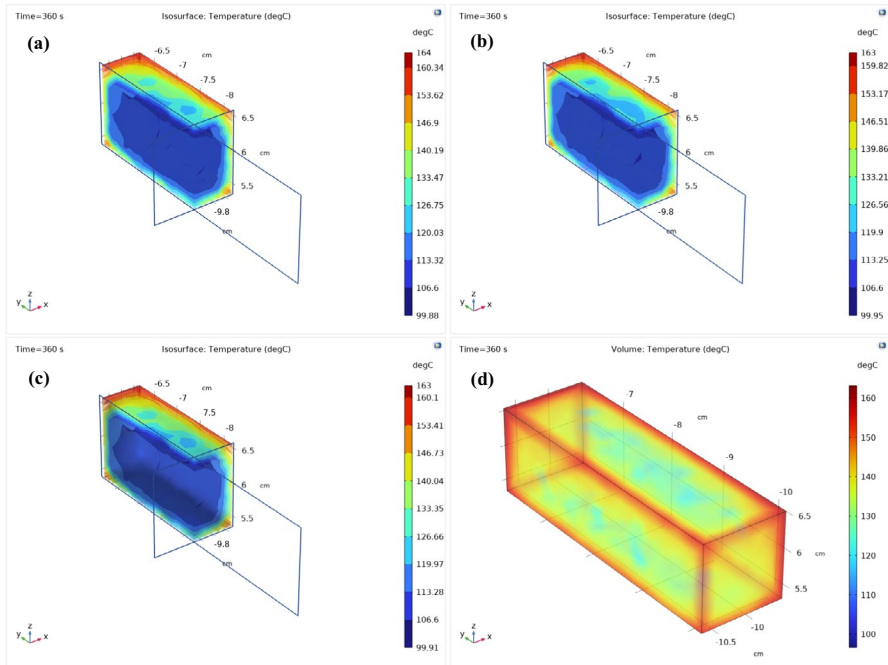 Time=360 s Isosurface: Temperature (degC)
(a)
degC
164
160.34
153.62
146.9
140.19
133.47
126.75
120.03
113.32
106.6
99.88
-6.5
cm
-7
-7.5
-8
6.5
6
cm
5.5
-9.8
cm
y z x
Time=360 s Isosurface: Temperature (degC)
(b)
degC
163
159.82
153.17
146.51
139.86
133.21
126.56
119.9
113.25
106.6
99.95
-6.5
cm
-7
-7.5
-8
6.5
6
cm
5.5
-9.8
cm
y z x
Time=360 s Isosurface: Temperature (degC)
(c)
degC
163
160.1
153.41
146.73
140.04
133.35
126.66
119.97
113.28
106.6
99.91
-6.5
cm
-7
-7.5
-8
6.5
6
cm
5.5
-9.8
cm
y z x
Time=360 s Volume: Temperature (degC)
(d)
degC
160
150
140
130
120
110
100
-7
cm
-8
-9
-10
6.5
6
cm
5.5
-10
-10.5
cm
y z x